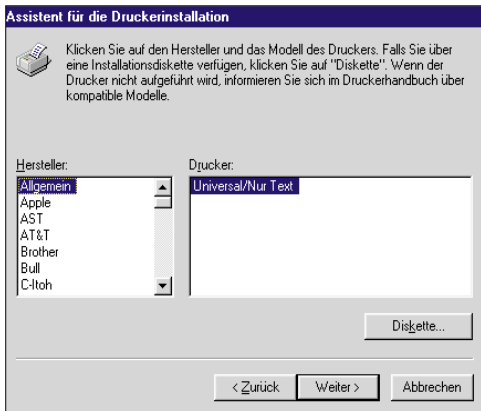 Assistent für die Druckerinstallation
Klicken Sie auf den Hersteller und das Modell des Druckers. Falls Sie über
eine Installationsdiskette verfügen, klicken Sie auf "Diskette". Wenn der
Drucker nicht aufgeführt wird, informieren Sie sich im Druckerhandbuch über
kompatible Modelle.
Hersteller:
Allgemein
Apple
AST
AT&T
Brother
Bull
C-Itoh
Drucker:
Universal/Nur Text
Diskette...
< Zurück
Weiter >
Abbrechen